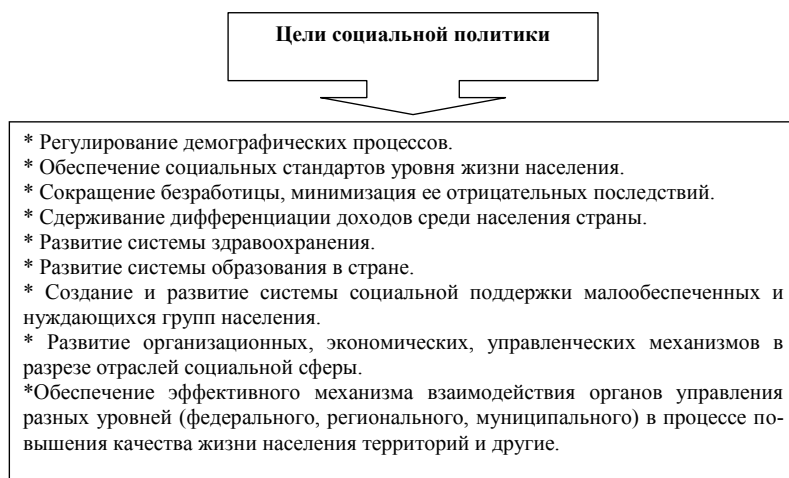 Цели социальной политики
* Регулирование демографических процессов.
* Обеспечение социальных стандартов уровня жизни населения.
* Сокращение безработицы, минимизация ее отрицательных последствий.
* Сдерживание дифференциации доходов среди населения страны.
* Развитие системы здравоохранения.
* Развитие системы образования в стране.
* Создание и развитие системы социальной поддержки малообеспеченных и
нуждающихся групп населения.
* Развитие организационных, экономических, управленческих механизмов в
разрезе отраслей социальной сферы.
*Обеспечение эффективного механизма взаимодействия органов управления
разных уровней (федерального, регионального, муниципального) в процессе по-
вышения качества жизни населения территорий и другие.